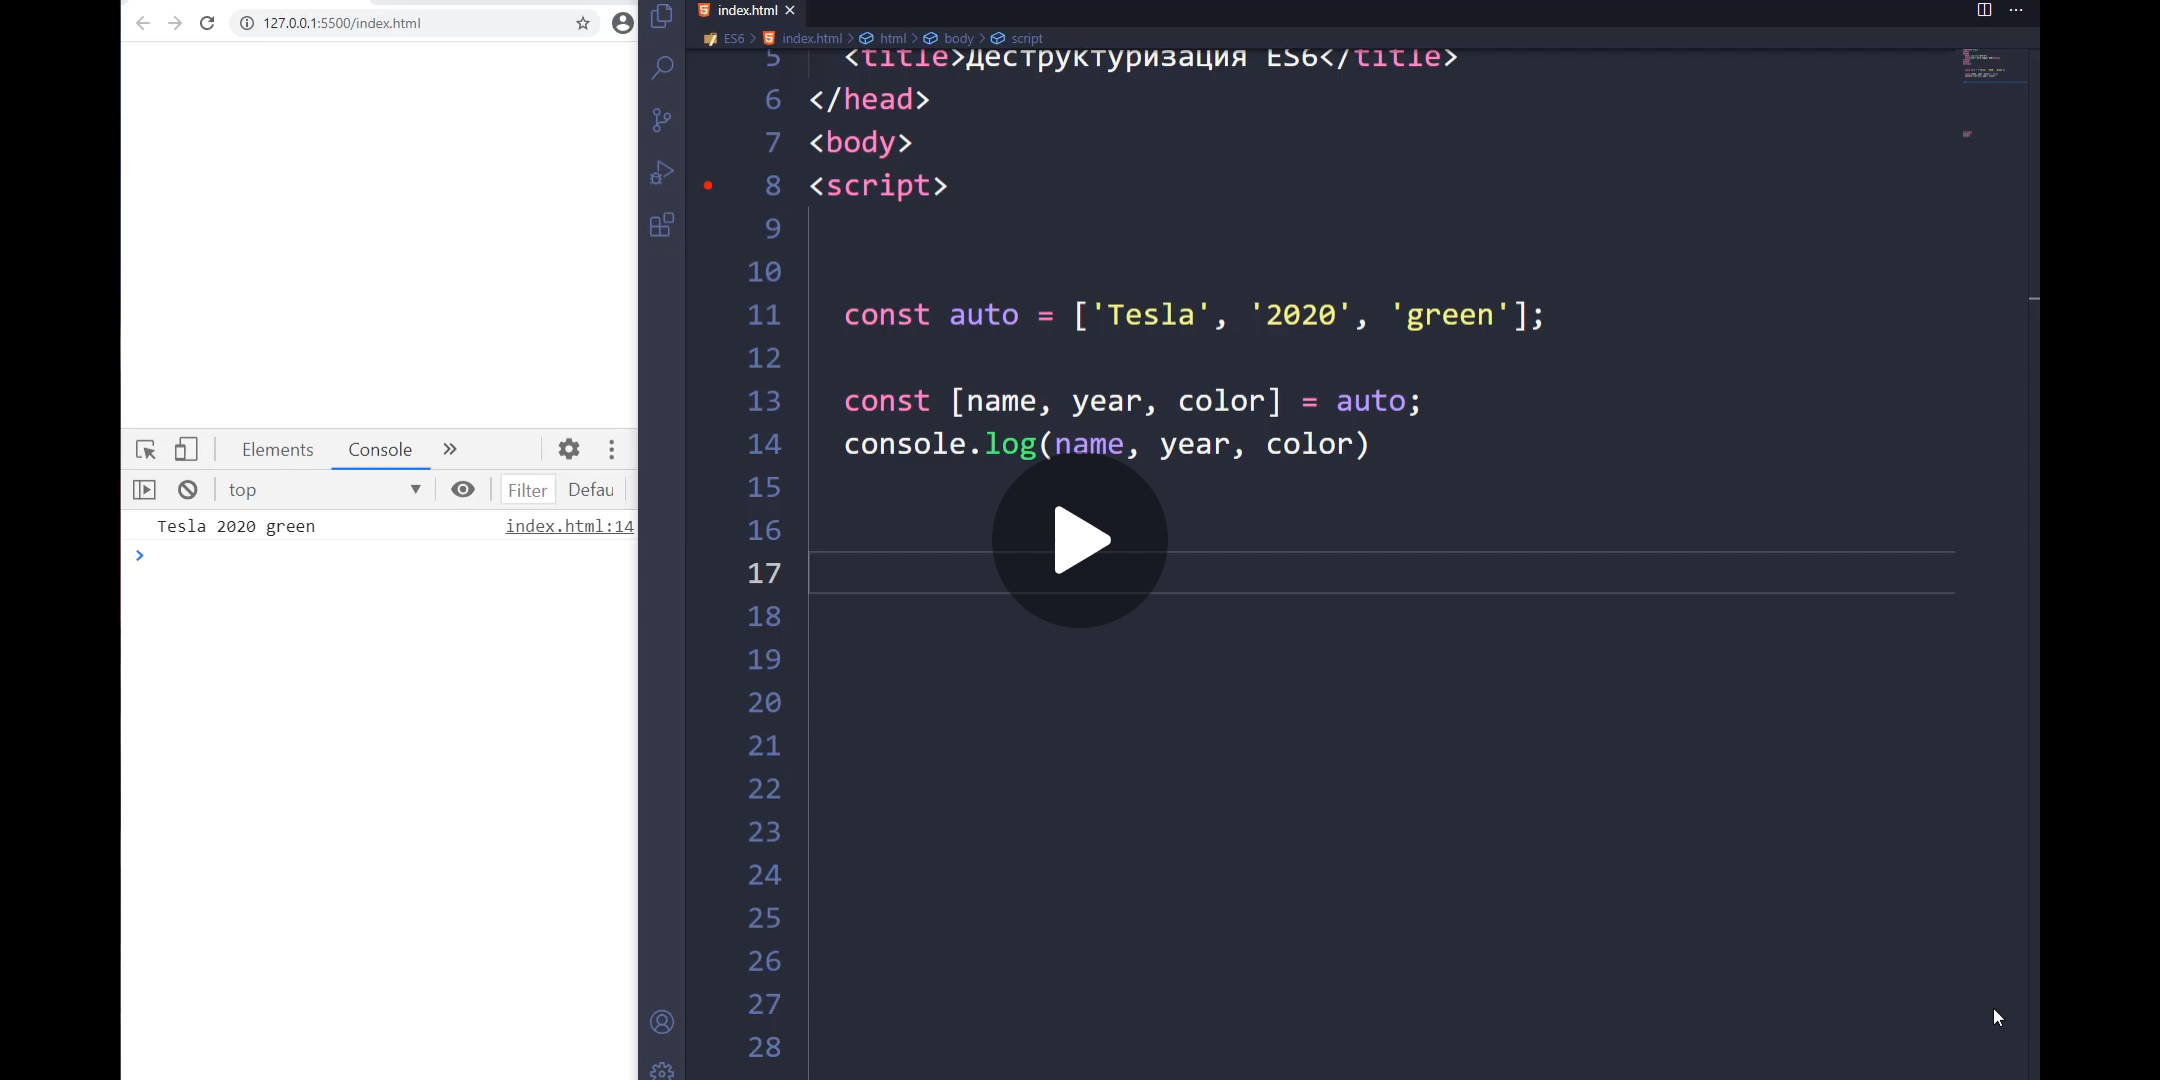 127.0.0.1:5500/index.html
Elements Console
top Filter Defau
Tesla 2020 green index.html:14
index.html
ES6 > index.html > html > body > script
5 <title>Деструктуризация ES6</title>
6 </head>
7 <body>
8 <script>
9
10
11 const auto = ['Tesla', '2020', 'green'];
12
13 const [name, year, color] = auto;
14 console.log(name, year, color)
15
16
17
18
19
20
21
22
23
24
25
26
27
28